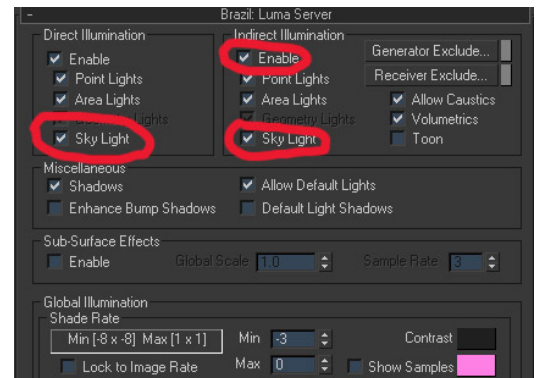 Brazil: Luma Server
Direct Illumination
Enable
Point Lights
Area Lights
Geometry Lights
Sky Light
Indirect Illumination
Enable
Point Lights
Area Lights
Geometry Lights
Sky Light
Generator Exclude...
Receiver Exclude...
Allow Caustics
Volumetrics
Toon
Miscellaneous
Shadows
Enhance Bump Shadows
Allow Default Lights
Default Light Shadows
Sub-Surface Effects
Enable
Global Scale 1.0
Sample Rate 3
Global Illumination
Shade Rate
Min [-8 x -8] Max [1 x 1]
Lock to Image Rate
Min -3
Max 0
Contrast
Show Samples